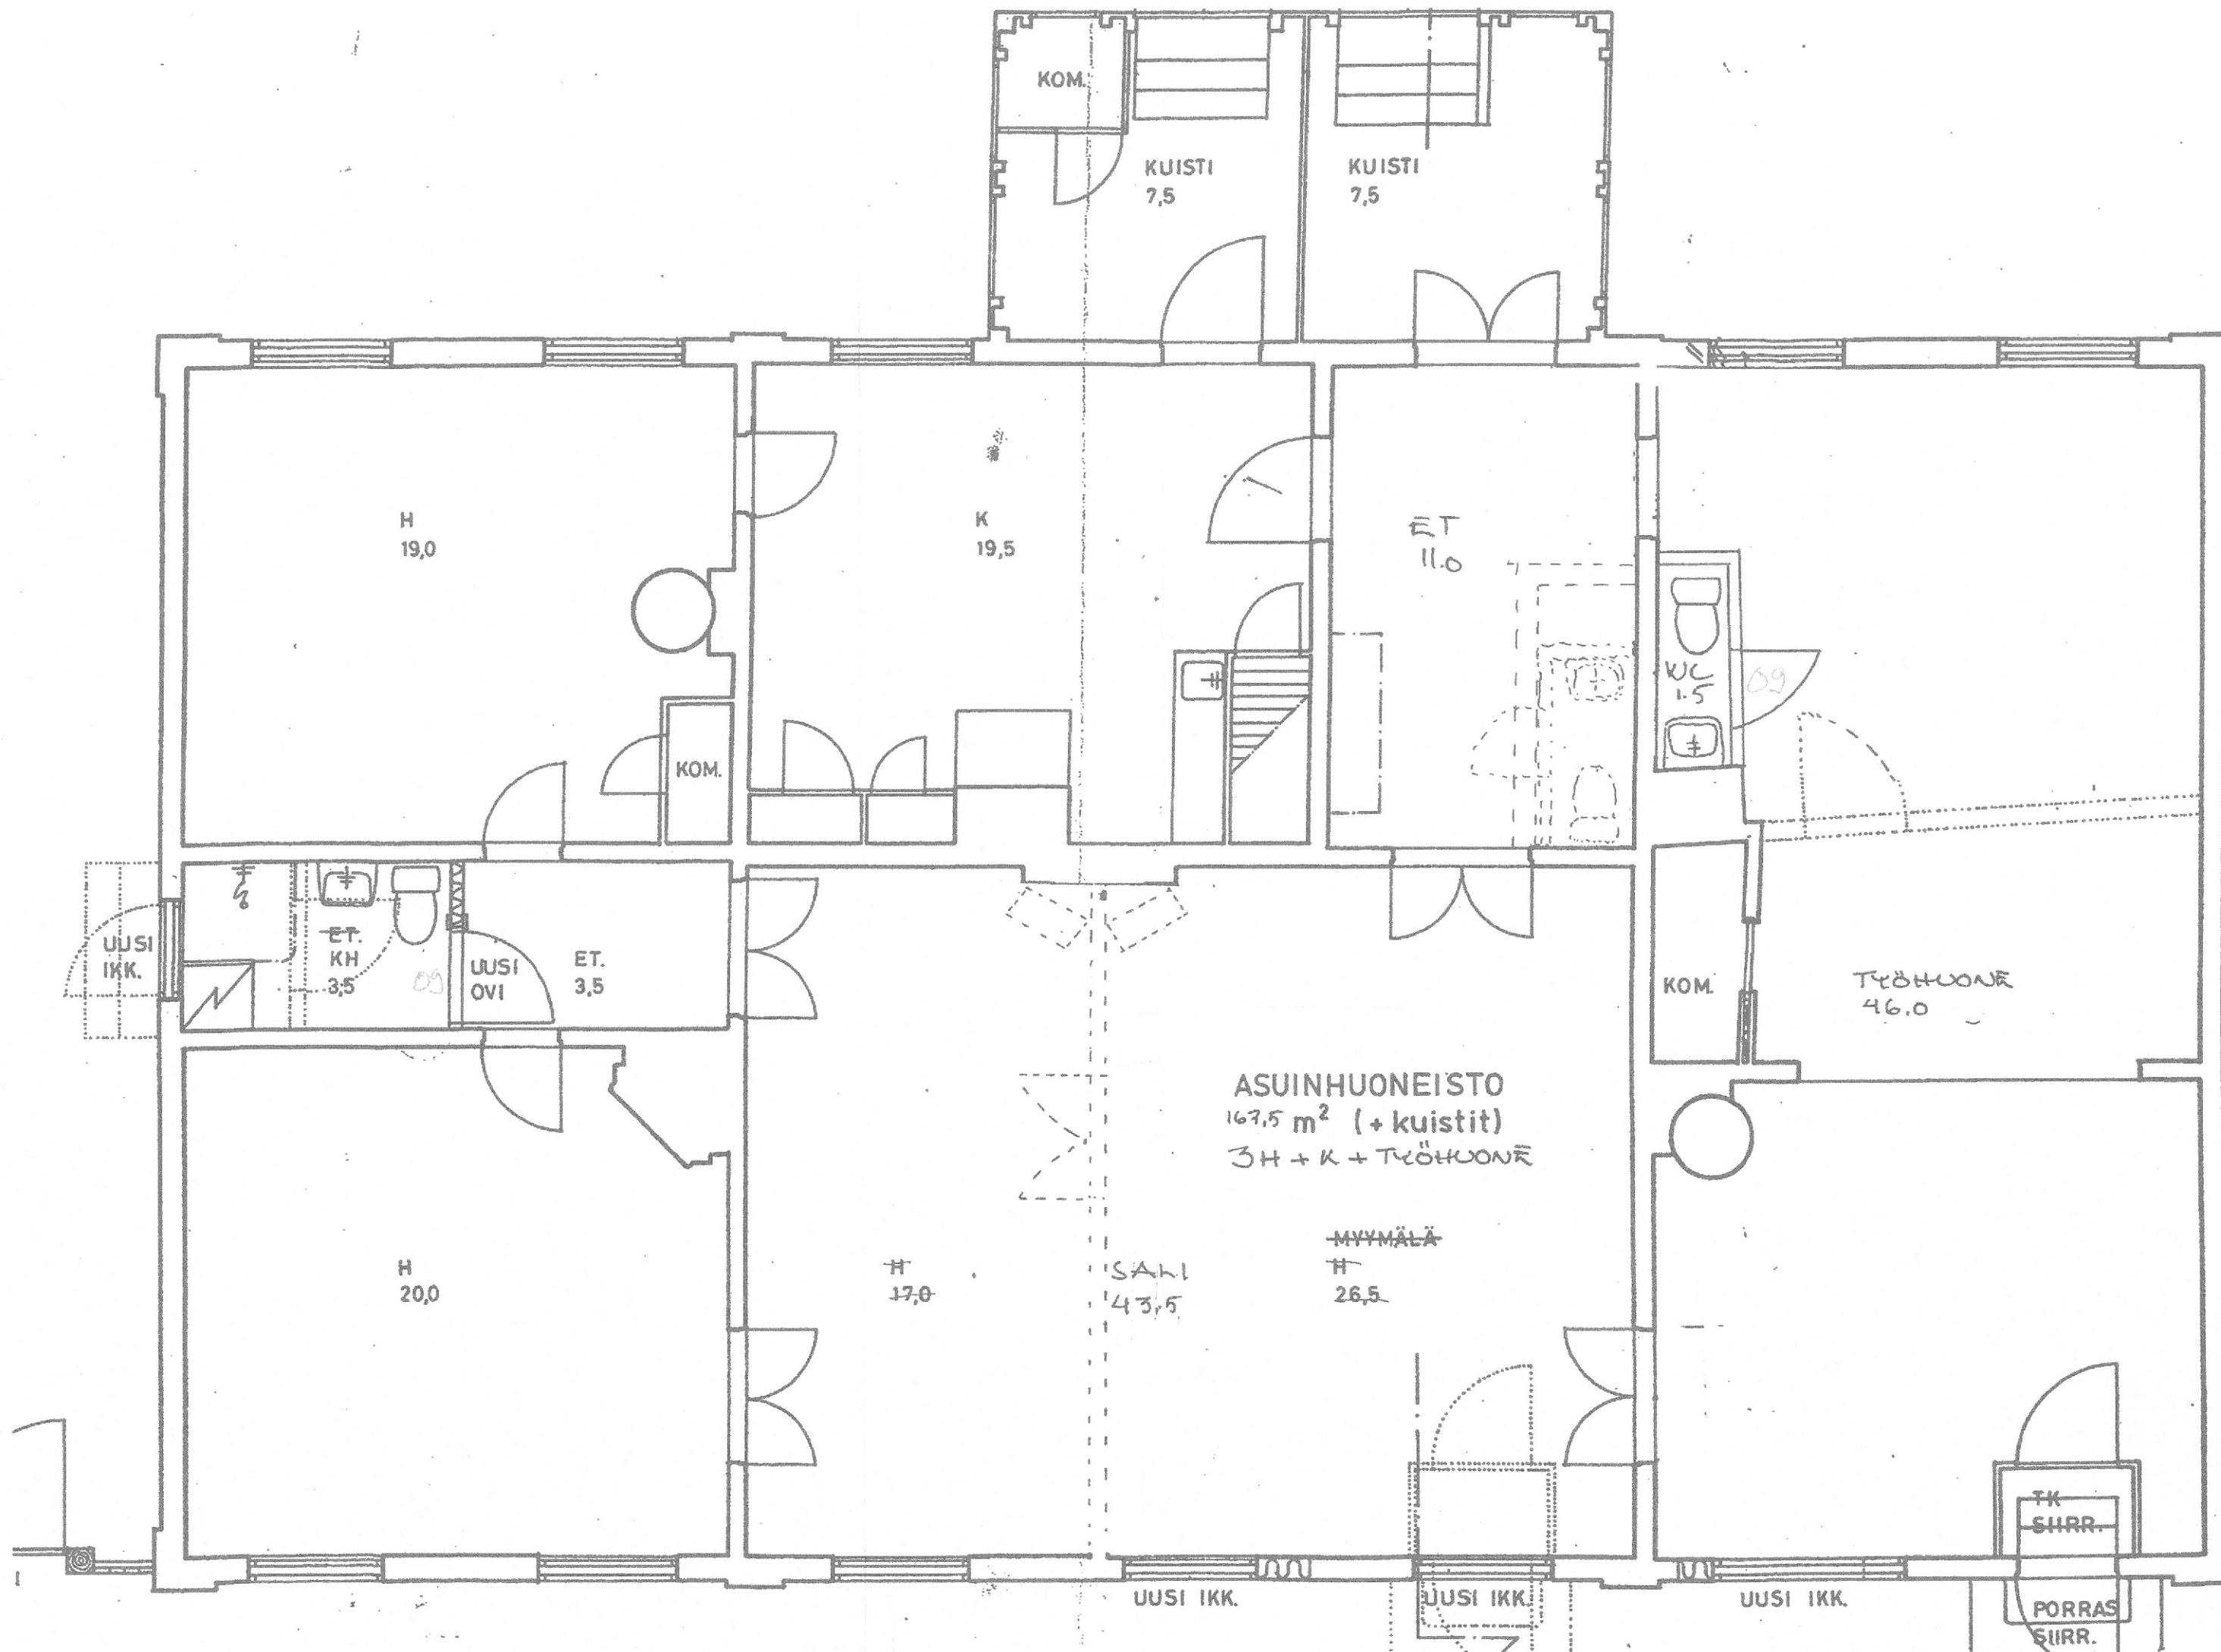 KOM.
KUISTI
7,5
KUISTI
7,5
H
19,0
K
19,5
ET
11.0
WC
1.5
09
KOM.
UUSI
IKK.
ET.
KH
3,5
09
UUSI
OVI
ET.
3,5
KOM.
TYÖHUONE
46.0
ASUINHUONEISTO
167,5 m² (+ kuistit)
3H + K + TYÖHUONE
H
20,0
H
17,0
SALI
43,5
MYYMÄLÄ
H
26,5
TK
SIIRR.
UUSI IKK.
UUSI IKK.
UUSI IKK.
PORRAS
SIIRR.